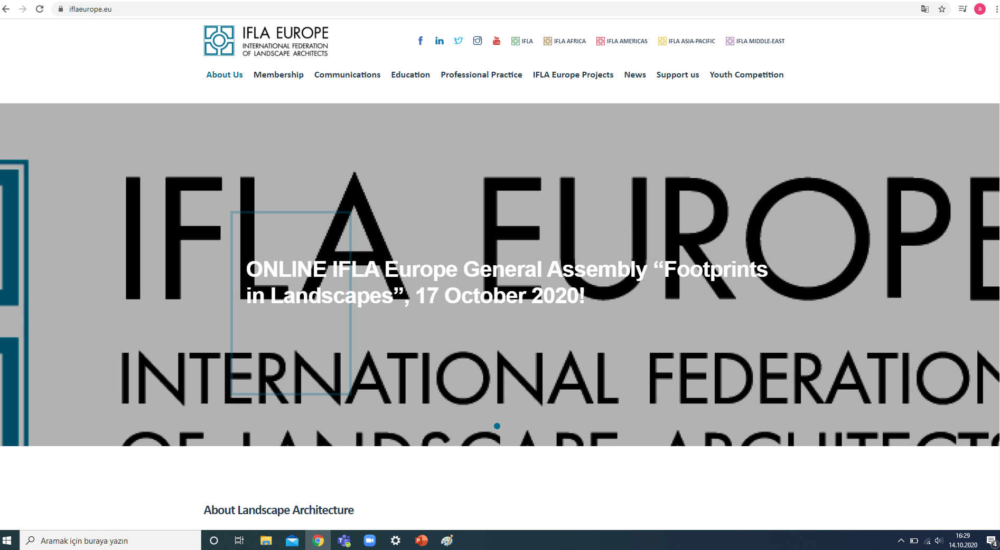 iflaeurope.eu
a
IFLA EUROPE
INTERNATIONAL FEDERATION
OF LANDSCAPE ARCHITECTS
IFLA
IFLA AFRICA
IFLA AMERICAS
IFLA ASIA-PACIFIC
IFLA MIDDLE-EAST
About Us
Membership
Communications
Education
Professional Practice
IFLA Europe Projects
News
Support us
Youth Competition
IFLA EUROPE
ONLINE IFLA Europe General Assembly “Footprints
in Landscapes”, 17 October 2020!
INTERNATIONAL FEDERATION
OF LANDSCAPE ARCHITECTS
About Landscape Architecture
Aramak için buraya yazın
16:29
14.10.2020
4